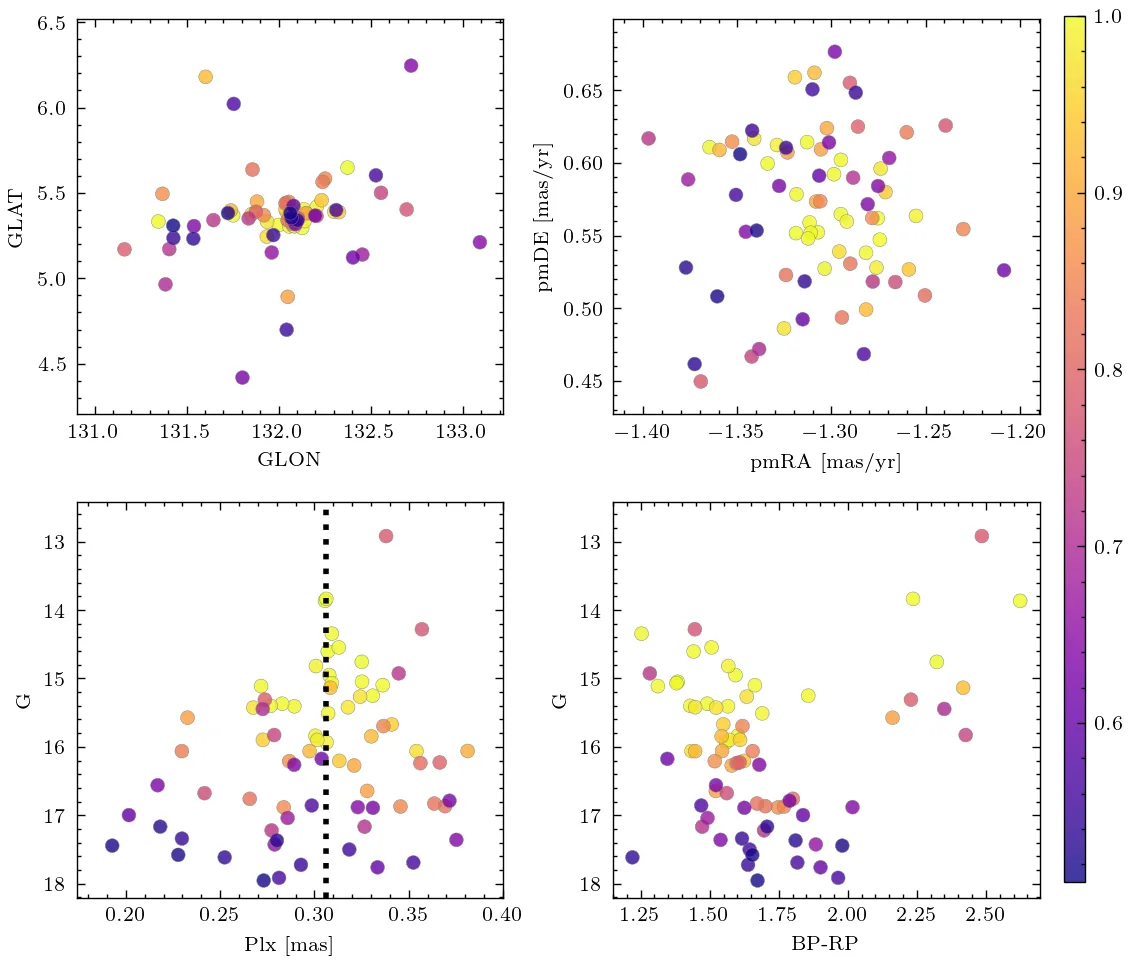 6.5
6.0
5.5
5.0
4.5
GLAT
131.0 131.5 132.0 132.5 133.0
GLON
0.65
0.60
0.55
0.50
0.45
pmDE [mas/yr]
−1.40 −1.35 −1.30 −1.25 −1.20
pmRA [mas/yr]
13
14
15
16
17
18
G
0.20 0.25 0.30 0.35 0.40
Plx [mas]
13
14
15
16
17
18
G
1.25 1.50 1.75 2.00 2.25 2.50
BP-RP
1.0
0.9
0.8
0.7
0.6